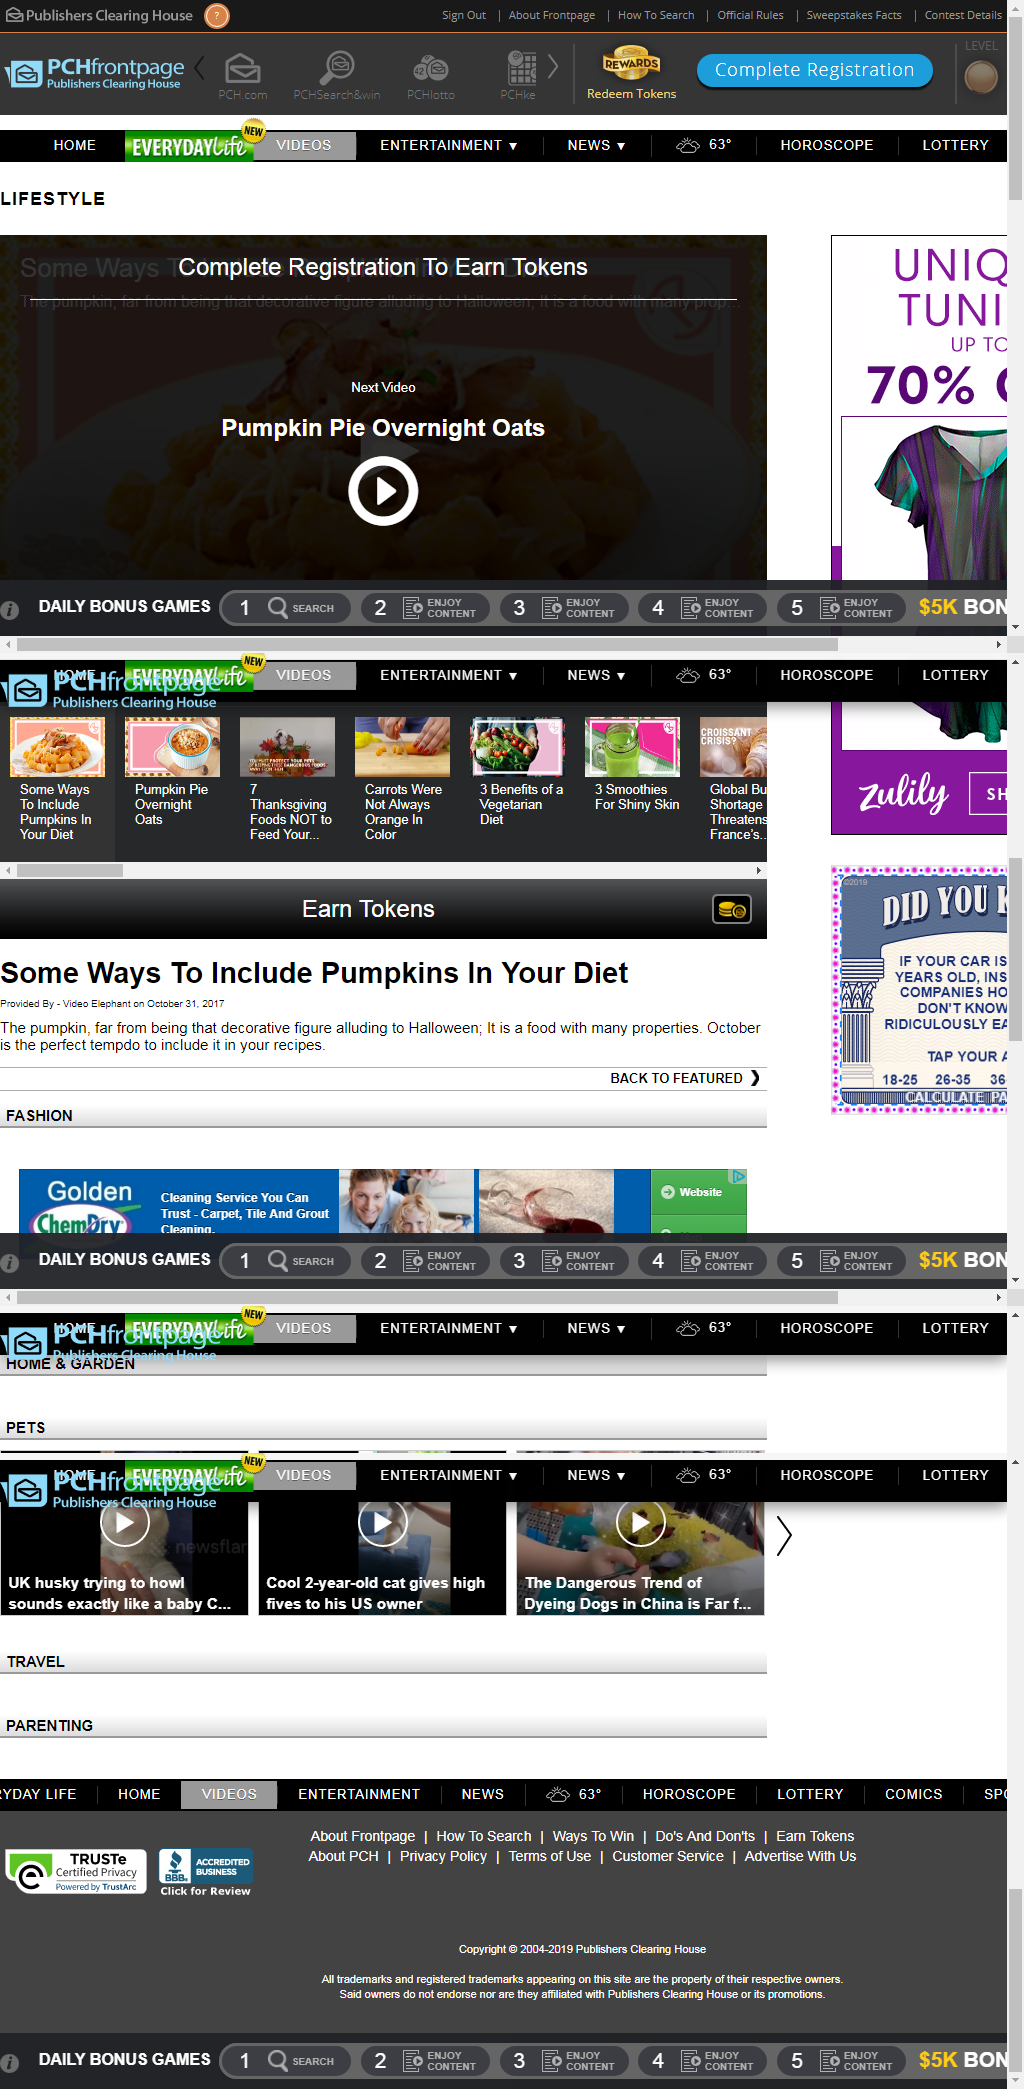 Publishers Clearing House
?
Sign Out | About Frontpage | How To Search | Official Rules | Sweepstakes Facts | Contest Details
PCHfrontpage
Publishers Clearing House
PCH.com
PCHSearch&win
PCHlotto
PCHke
REWARDS
Redeem Tokens
Complete Registration
LEVEL
HOME
EVERYDAY Life
NEW
VIDEOS
ENTERTAINMENT ▼
NEWS ▼
63°
HOROSCOPE
LOTTERY
LIFESTYLE
Complete Registration To Earn Tokens
The pumpkin, far from being that decorative figure alluding to Halloween; It is a food with many prop...
Next Video
Pumpkin Pie Overnight Oats
UNIQ
TUNI
UP TO
70%
DAILY BONUS GAMES
1 SEARCH
2 ENJOY CONTENT
3 ENJOY CONTENT
4 ENJOY CONTENT
5 ENJOY CONTENT
$5K BON
HOME
EVERYDAY Life
NEW
VIDEOS
ENTERTAINMENT ▼
NEWS ▼
63°
HOROSCOPE
LOTTERY
PCHfrontpage
Publishers Clearing House
Some Ways
To Include
Pumpkins In
Your Diet
Pumpkin Pie
Overnight
Oats
7
Thanksgiving
Foods NOT to
Feed Your...
Carrots Were
Not Always
Orange In
Color
3 Benefits of a
Vegetarian
Diet
3 Smoothies
For Shiny Skin
CROISSANT
CRISIS?
Global Bu
Shortage
Threatens
France's..
zulily
SH
Earn Tokens
Some Ways To Include Pumpkins In Your Diet
Provided By - Video Elephant on October 31, 2017
The pumpkin, far from being that decorative figure alluding to Halloween; It is a food with many properties. October
is the perfect tempdo to include it in your recipes.
BACK TO FEATURED ❯
©2019
DID YOU K
IF YOUR CAR IS
YEARS OLD, INS
COMPANIES HO
DON'T KNOW
RIDICULOUSLY EA
TAP YOUR A
18-25 26-35 36
CALCULATE PA
FASHION
Golden
ChemDry
Cleaning Service You Can
Trust - Carpet, Tile And Grout
Cleaning.
Website
DAILY BONUS GAMES
1 SEARCH
2 ENJOY CONTENT
3 ENJOY CONTENT
4 ENJOY CONTENT
5 ENJOY CONTENT
$5K BON
HOME
EVERYDAY Life
NEW
VIDEOS
ENTERTAINMENT ▼
NEWS ▼
63°
HOROSCOPE
LOTTERY
PCHfrontpage
Publishers Clearing House
HOME & GARDEN
PETS
HOME
EVERYDAY Life
NEW
VIDEOS
ENTERTAINMENT ▼
NEWS ▼
63°
HOROSCOPE
LOTTERY
PCHfrontpage
Publishers Clearing House
newsflar
UK husky trying to howl
sounds exactly like a baby C...
Cool 2-year-old cat gives high
fives to his US owner
The Dangerous Trend of
Dyeing Dogs in China is Far f...
TRAVEL
PARENTING
RYDAY LIFE
HOME
VIDEOS
ENTERTAINMENT
NEWS
63°
HOROSCOPE
LOTTERY
COMICS
SPO
About Frontpage | How To Search | Ways To Win | Do's And Don'ts | Earn Tokens
About PCH | Privacy Policy | Terms of Use | Customer Service | Advertise With Us
TRUSTe
Certified Privacy
Powered by TrustArc
BBB.
ACCREDITED
BUSINESS
Click for Review
Copyright © 2004-2019 Publishers Clearing House
All trademarks and registered trademarks appearing on this site are the property of their respective owners.
Said owners do not endorse nor are they affiliated with Publishers Clearing House or its promotions.
DAILY BONUS GAMES
1 SEARCH
2 ENJOY CONTENT
3 ENJOY CONTENT
4 ENJOY CONTENT
5 ENJOY CONTENT
$5K BON